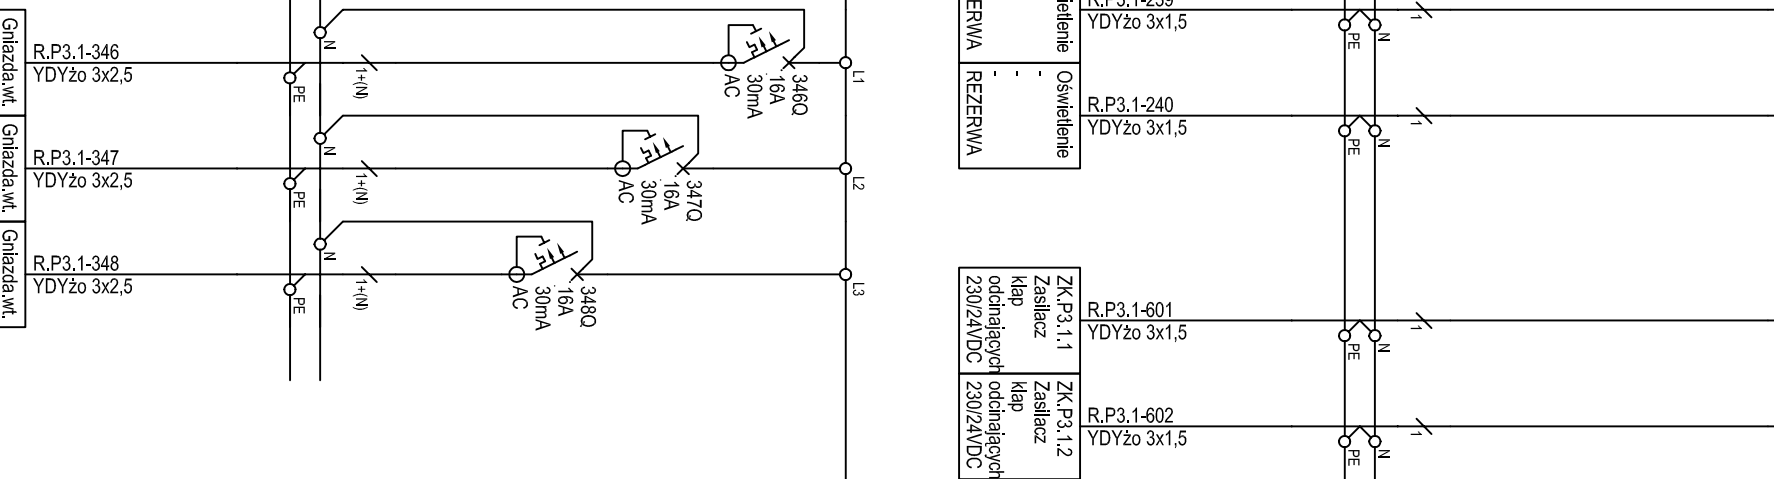 Gniazda.wt.
R.P3.1-346
YDYżo 3x2,5
PE
N
1+(N)
AC
30mA
16A
346Q
L1
Gniazda.wt.
R.P3.1-347
YDYżo 3x2,5
PE
N
1+(N)
AC
30mA
16A
347Q
L2
Gniazda.wt.
R.P3.1-348
YDYżo 3x2,5
PE
N
1+(N)
AC
30mA
16A
348Q
L3
R.P3.1-239
YDYżo 3x1,5
PE
N
1
Oświetlenie
-
-
REZERWA
R.P3.1-240
YDYżo 3x1,5
PE
N
1
ZK.P3.1.1
Zasilacz
klap
odcinających
230/24VDC
R.P3.1-601
YDYżo 3x1,5
PE
N
1
ZK.P3.1.2
Zasilacz
klap
odcinających
230/24VDC
R.P3.1-602
YDYżo 3x1,5
PE
N
1